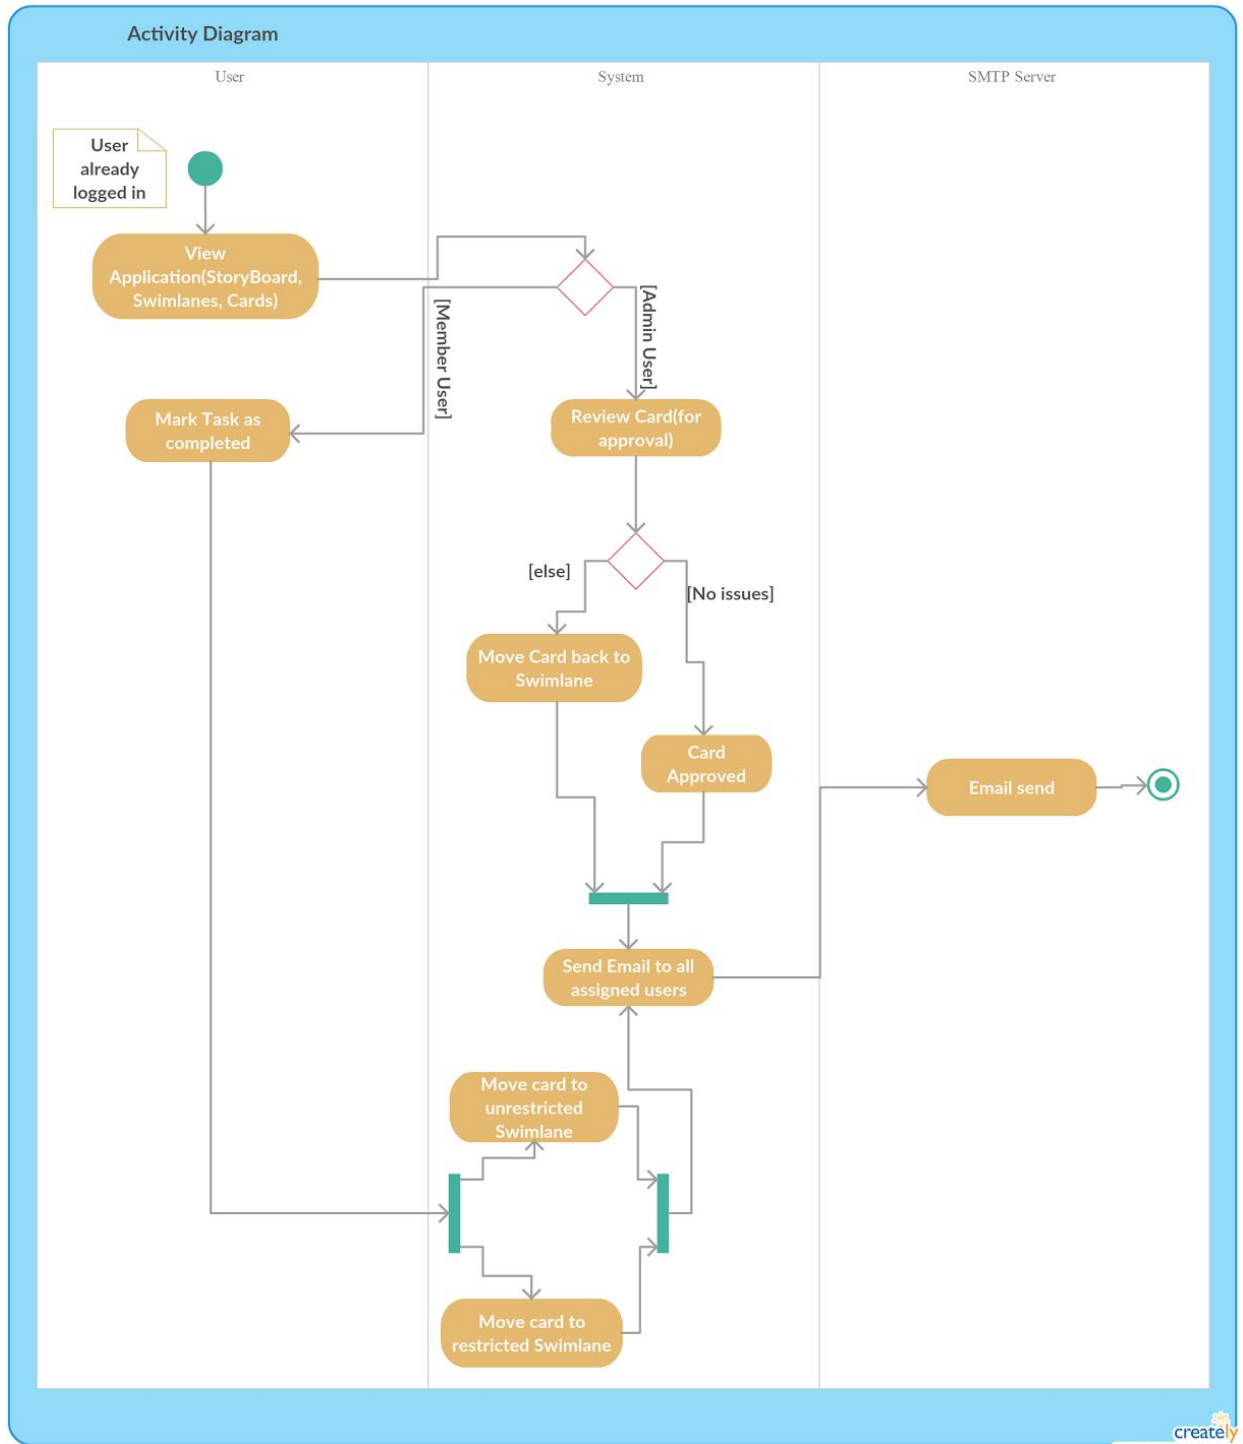 Activity Diagram
User
System
SMTP Server
User
already
logged in
View
Application(StoryBoard,
Swimlanes, Cards)
[Member User]
[Admin User]
Mark Task as
completed
Review Card(for
approval)
[else]
[No issues]
Move Card back to
Swimlane
Card
Approved
Email send
Send Email to all
assigned users
Move card to
unrestricted
Swimlane
Move card to
restricted Swimlane
creately